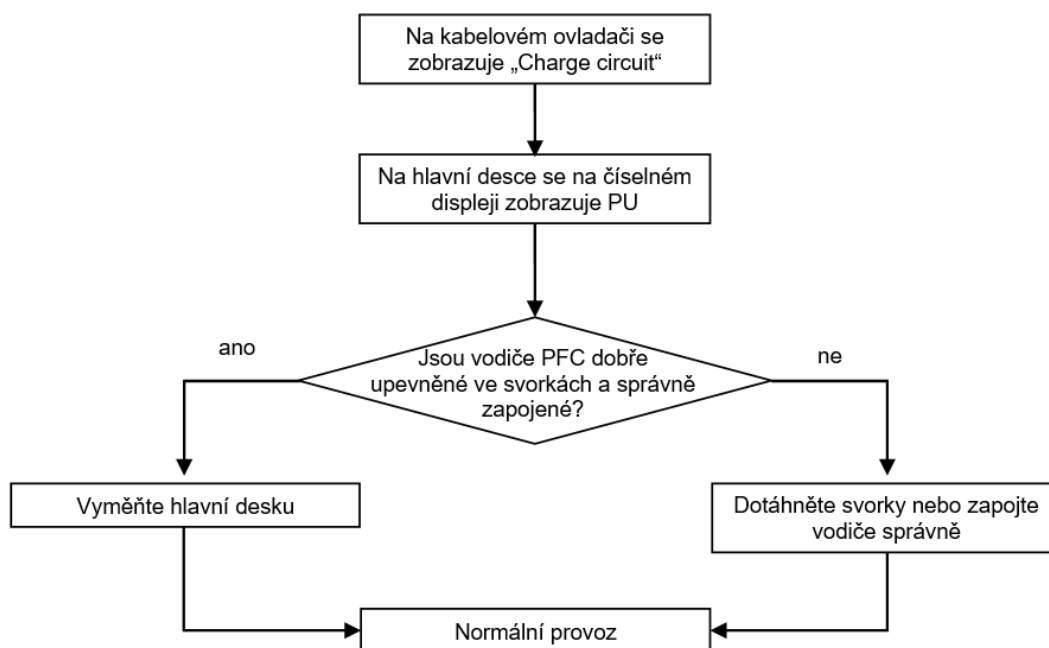 Na kabelovém ovladači se
zobrazuje „Charge circuit“
Na hlavní desce se na číselném
displeji zobrazuje PU
ano
Jsou vodiče PFC dobře
upevněné ve svorkách a správně
zapojené?
ne
Vyměňte hlavní desku
Dotáhněte svorky nebo zapojte
vodiče správně
Normální provoz